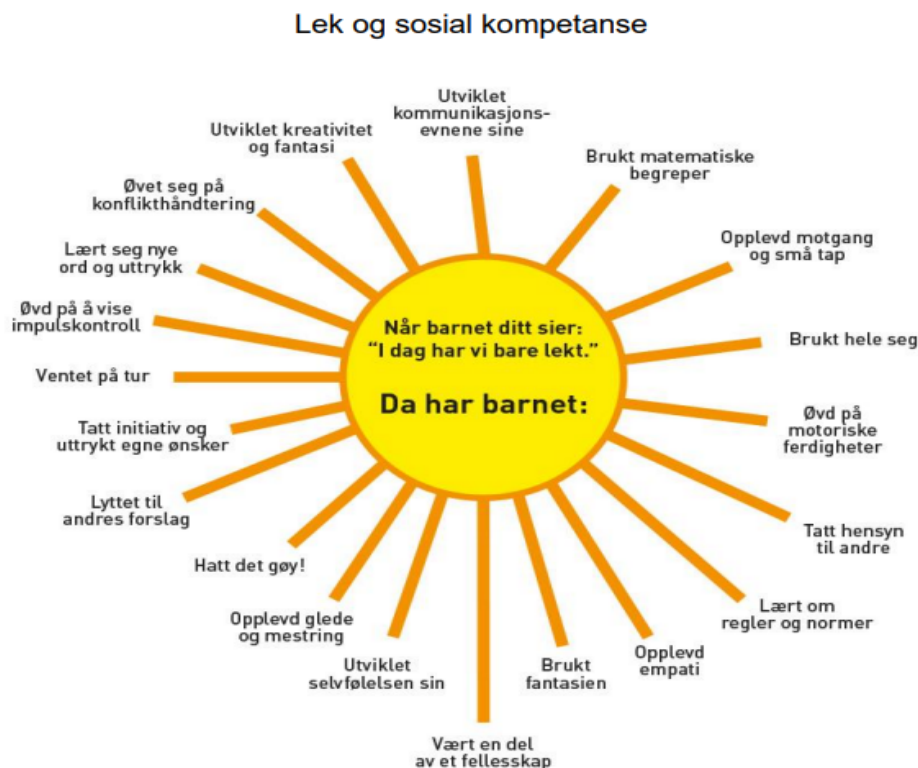 Lek og sosial kompetanse
Utviklet
kommunikasjons-
evnene sine
Brukt matematiske
begreper
Opplevd motgang
og små tap
Brukt hele seg
Øvd på
motoriske
ferdigheter
Tatt hensyn
til andre
Lært om
regler og normer
Opplevd
empati
Brukt
fantasien
Vært en del
av et fellesskap
Utviklet
selvfølelsen sin
Opplevd glede
og mestring
Hatt det gøy!
Lyttet til
andres forslag
Tatt initiativ og
uttrykt egne ønsker
Ventet på tur
Øvd på å vise
impulskontroll
Lært seg nye
ord og uttrykk
Øvet seg på
konflikthåndtering
Utviklet kreativitet
og fantasi
Når barnet ditt sier:
“I dag har vi bare lekt.”
Da har barnet: